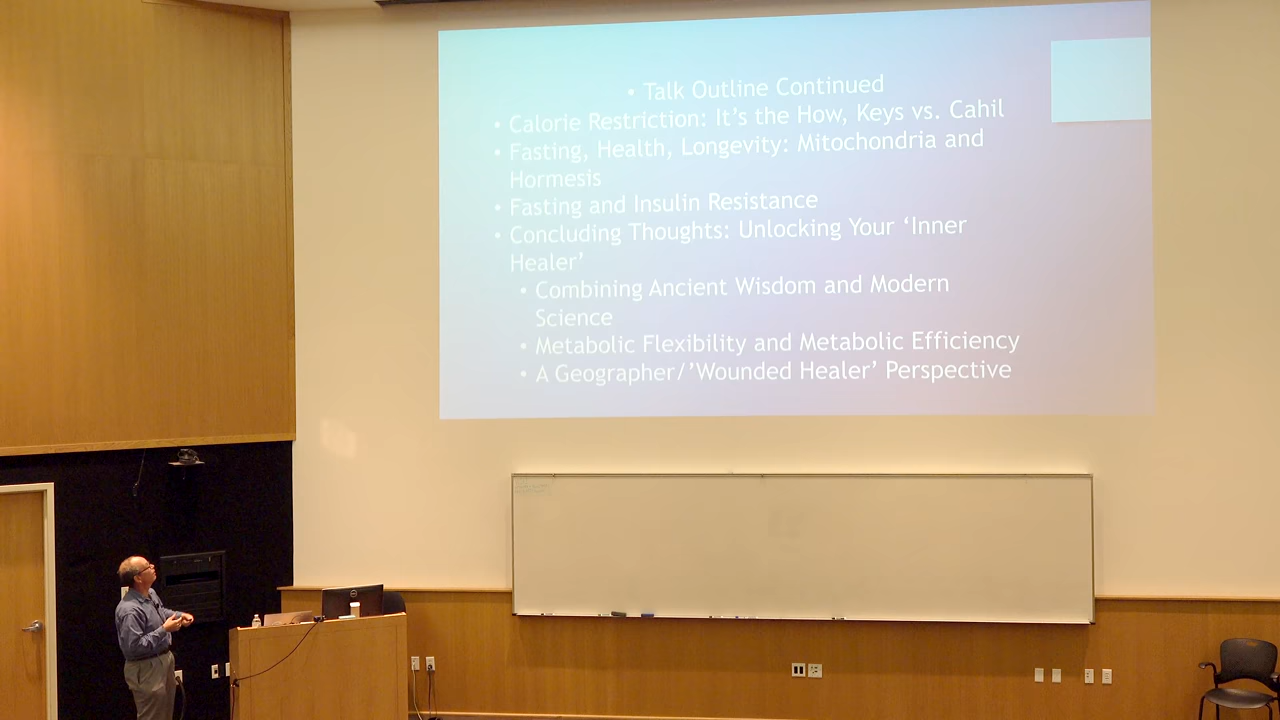 • Talk Outline Continued
• Calorie Restriction: It's the How, Keys vs. Cahil
• Fasting, Health, Longevity: Mitochondria and
Hormesis
• Fasting and Insulin Resistance
• Concluding Thoughts: Unlocking Your 'Inner
Healer'
• Combining Ancient Wisdom and Modern
Science
• Metabolic Flexibility and Metabolic Efficiency
• A Geographer/'Wounded Healer' Perspective